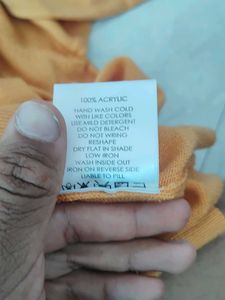 100% ACRYLIC
HAND WASH COLD
WITH LIKE COLORS
USE MILD DETERGENT
DO NOT BLEACH
DO NOT WRING
RESHAPE
DRY FLAT IN SHADE
LOW IRON
WASH INSIDE OUT
IRON ON REVERSE SIDE
LIABLE TO PILL